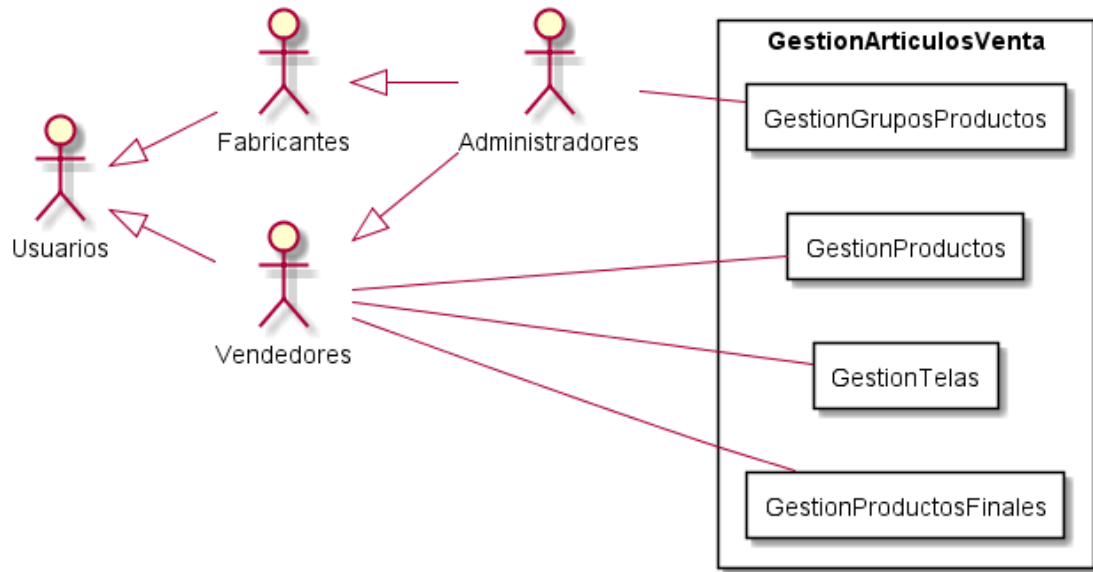 GestionArticulosVenta
Fabricantes
Administradores
GestionGruposProductos
Usuarios
GestionProductos
Vendedores
GestionTelas
GestionProductosFinales